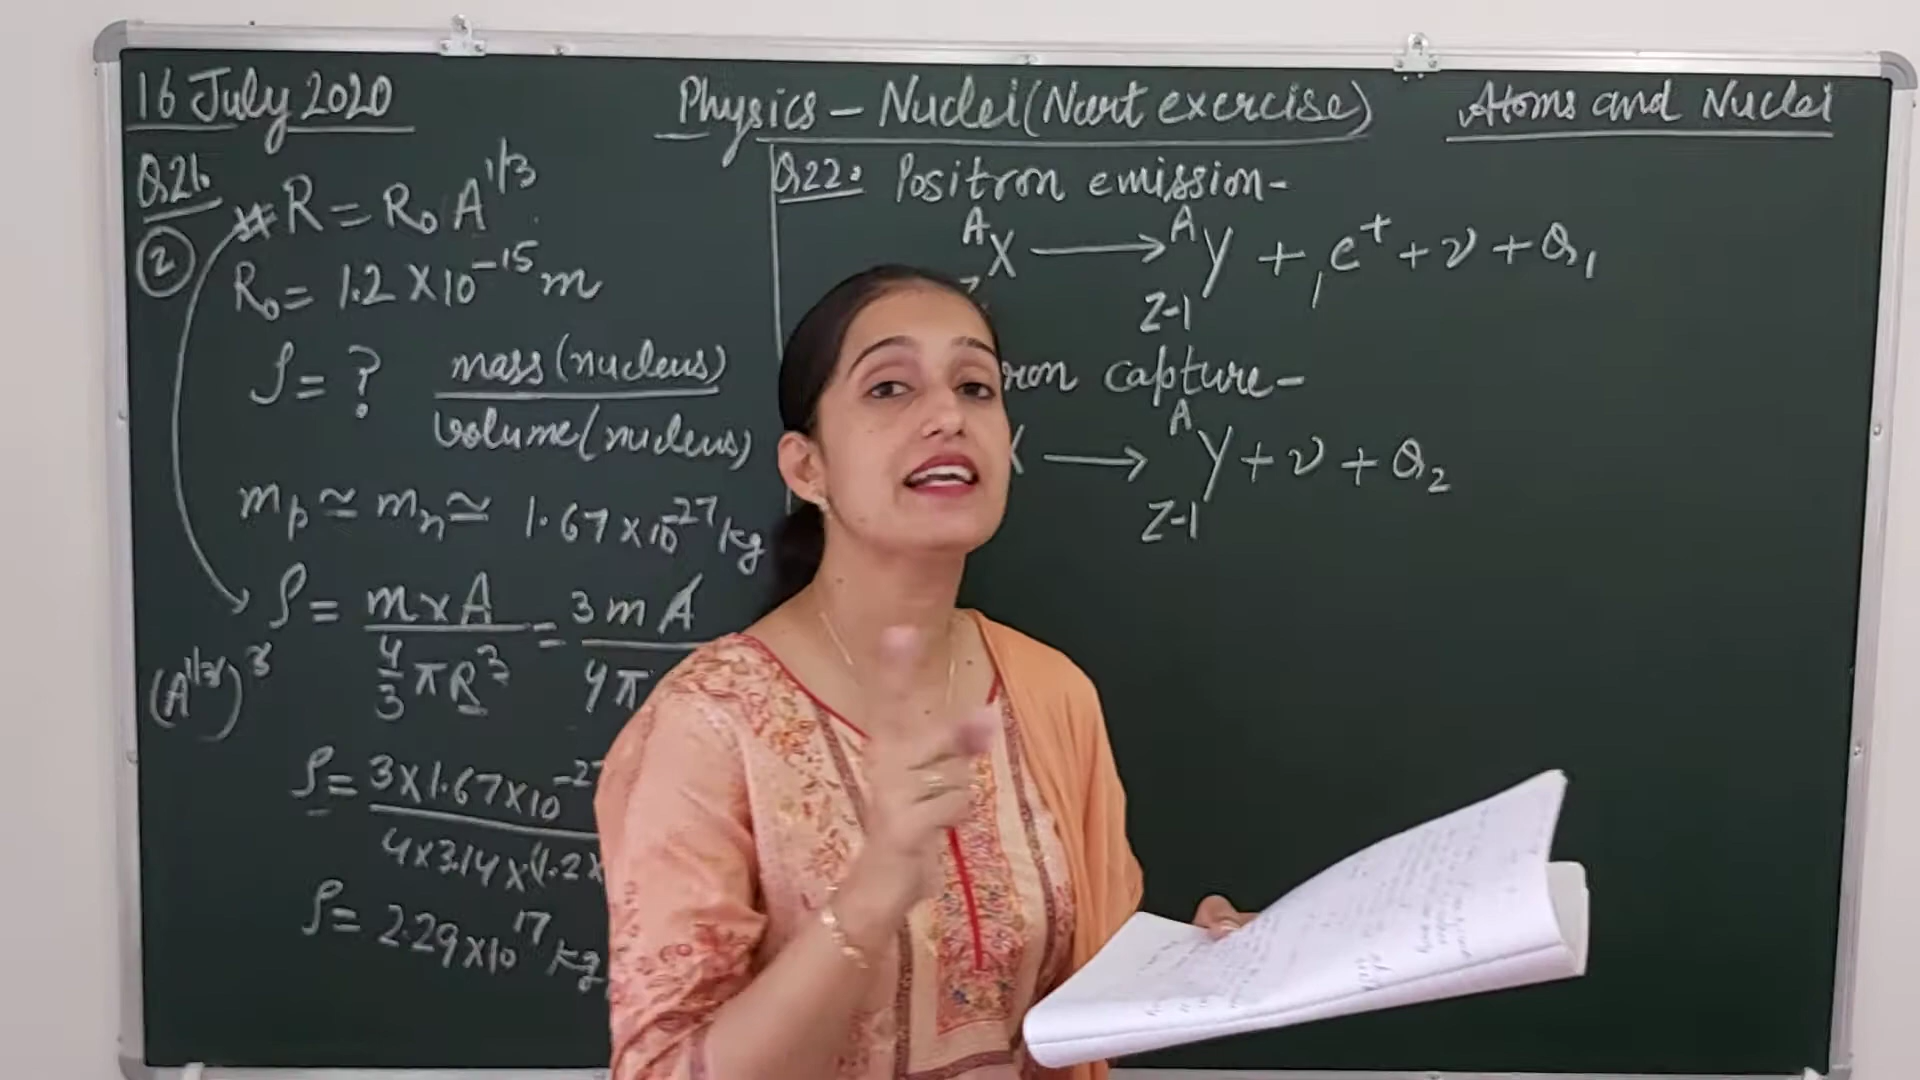 16 July 2020
Physics - Nuclei (Ncert exercise)
Atoms and Nuclei
Q21.
2
# R = R₀ A^1/3
R₀ = 1.2 × 10^-15 m
ρ = ? mass (nucleus) / volume (nucleus)
mp ≃ mn ≃ 1.67 × 10^-27 kg
ρ = m × A / 4/3 πR³ = 3 m A / 4π
(A^1/3)^3
ρ = 3 × 1.67 × 10^-27 / 4 × 3.14 × (1.2 ×
ρ = 2.29 × 10^17 kg
Q22: Positron emission -
A X Z → A Y Z-1 + 1 e+ + ν + Q1
ron capture -
X → A Y Z-1 + ν + Q2